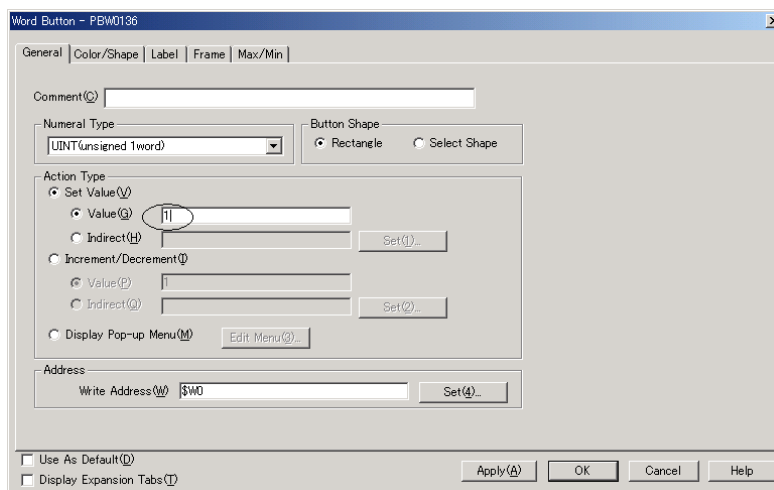 Word Button - PBW0136
General Color/Shape Label Frame Max/Min
Comment(C)
Numeral Type
UINT(unsigned 1word)
Button Shape
Rectangle Select Shape
Action Type
Set Value(V)
Value(G) 1
Indirect(H) Set(1)...
Increment/Decrement(I)
Value(P) 1
Indirect(Q) Set(2)...
Display Pop-up Menu(M) Edit Menu(3)...
Address
Write Address(W) $W0 Set(4)...
Use As Default(D)
Display Expansion Tabs(T)
Apply(A) OK Cancel Help